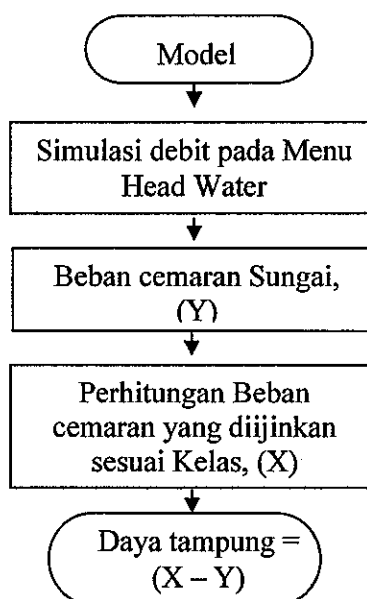 Model
Simulasi debit pada Menu
Head Water
Beban cemaran Sungai,
(Y)
Perhitungan Beban
cemaran yang diijinkan
sesuai Kelas, (X)
Daya tampung =
(X – Y)